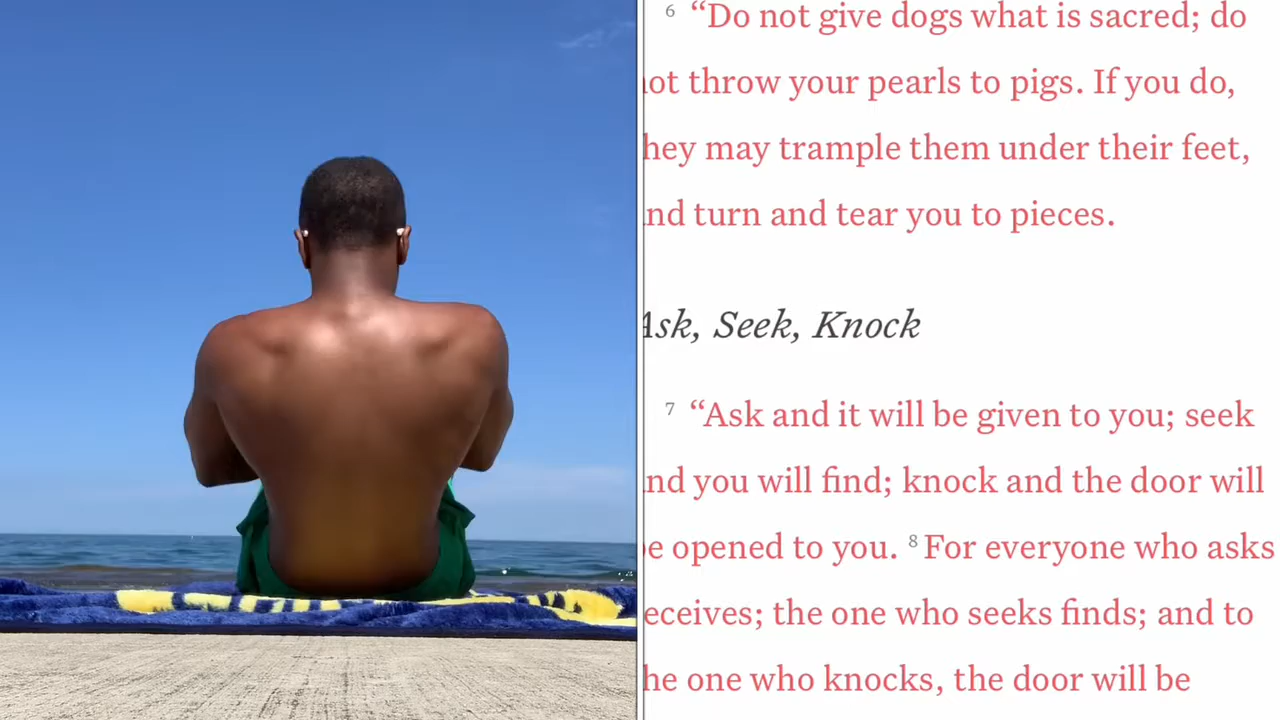 6 “Do not give dogs what is sacred; do
ot throw your pearls to pigs. If you do,
hey may trample them under their feet,
nd turn and tear you to pieces.
Ask, Seek, Knock
7 “Ask and it will be given to you; seek
nd you will find; knock and the door will
e opened to you. 8 For everyone who asks
eceives; the one who seeks finds; and to
he one who knocks, the door will be